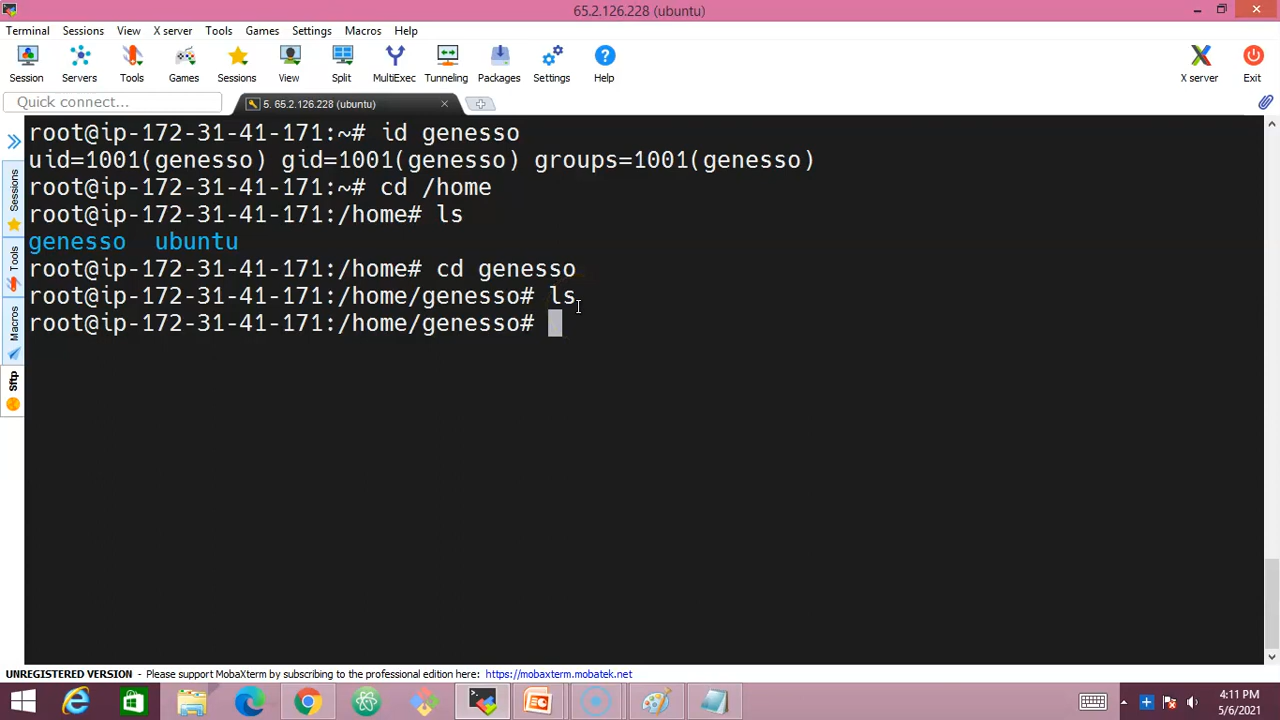 65.2.126.228 (ubuntu)
Terminal Sessions View X server Tools Games Settings Macros Help
Session Servers Tools Games Sessions View Split MultiExec Tunneling Packages Settings Help X server Exit
Quick connect...
5. 65.2.126.228 (ubuntu)
Sessions
Tools
Macros
Sftp
root@ip-172-31-41-171:~# id genesso
uid=1001(genesso) gid=1001(genesso) groups=1001(genesso)
root@ip-172-31-41-171:~# cd /home
root@ip-172-31-41-171:/home# ls
genesso ubuntu
root@ip-172-31-41-171:/home# cd genesso
root@ip-172-31-41-171:/home/genesso# ls
root@ip-172-31-41-171:/home/genesso#
UNREGISTERED VERSION - Please support MobaXterm by subscribing to the professional edition here: https://mobaxterm.mobatek.net
4:11 PM
5/6/2021